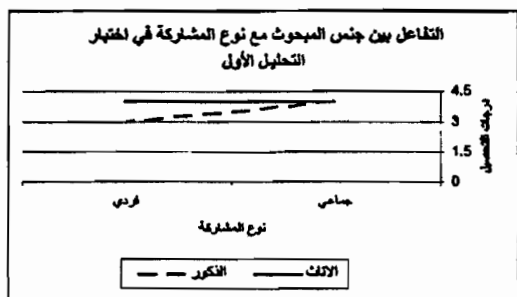 التفاعل بين جنس المبحوث مع نوع المشاركة في اختبار
التحليل الأول
4.5
3
1.5
0
درجات التحصيل
جماعي
فردي
نوع المشاركة
الاناث
الذكور